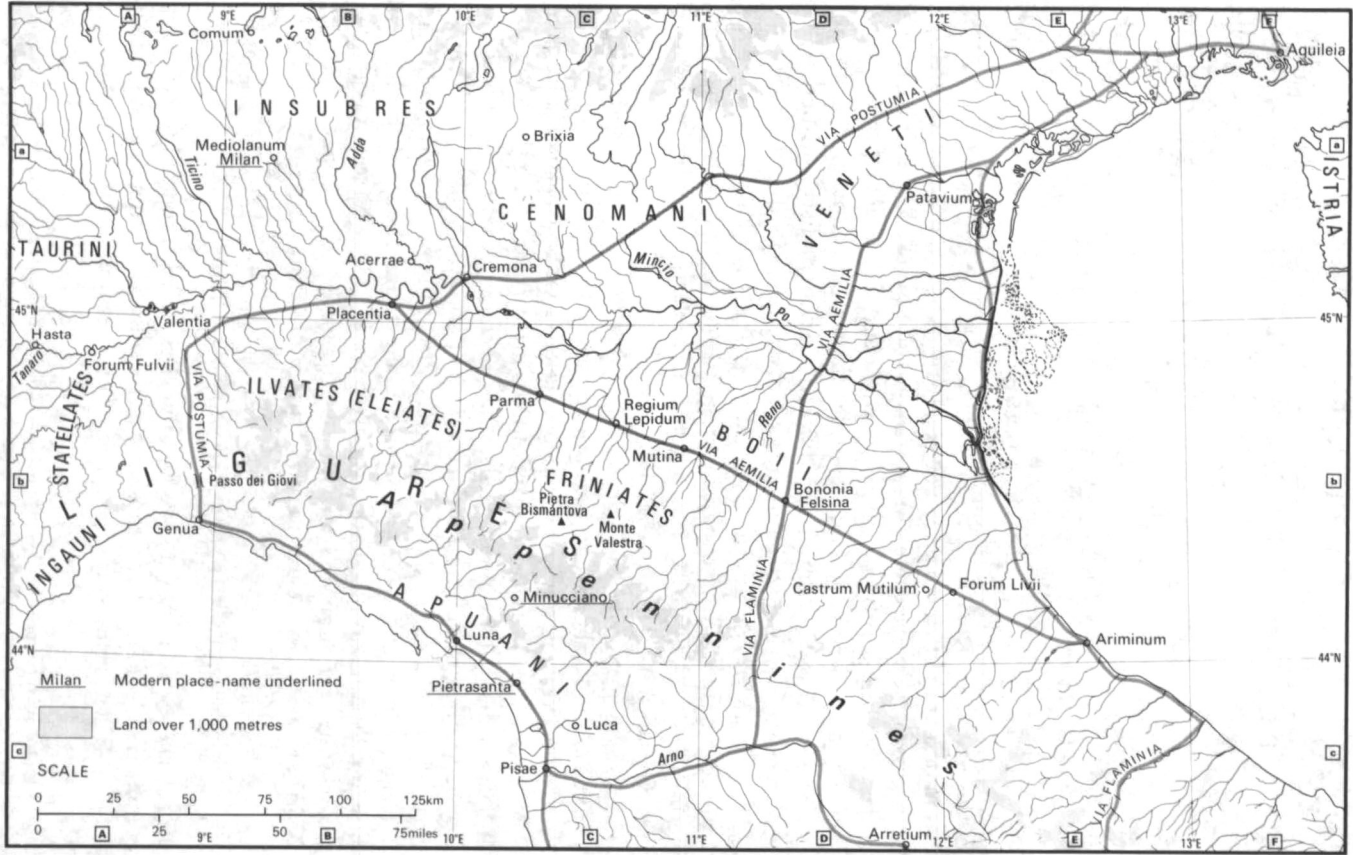 A
9°E
B
10°E
C
11°E
D
12°E
E
13°E
F
Comum
Aquileia
INSUBRES
VIA POSTUMIA
Brixia
Mediolanum
Milan
Adda
Ticino
a
a
VENETI
ISTRIA
Patavium
CENOMANI
TAURINI
Acerrae
Cremona
Mincio
VIA AEMILIA
45°N
Valentia
Placentia
Po
45°N
Hasta
Tanaro
Forum Fulvii
VIA POSTUMIA
ILVATES (ELEIATES)
Parma
Regium
Lepidum
Reno
BOII
STATELLATES
Mutina
VIA AEMILIA
b
LIGURES
Passo dei Giovi
FRINIATES
Pietra
Bismantova
Monte
Valestra
Bononia
Felsina
b
Genua
Apennines
INGAUNI
Minucciano
APUANI
VIA FLAMINIA
Castrum Mutilum
Forum Livii
Luna
Ariminum
44°N
44°N
Milan Modern place-name underlined
Pietrasanta
Land over 1,000 metres
Luca
c
c
SCALE
Pisae
Arno
VIA FLAMINIA
0 25 50 75 100 125km
0 25 50 75miles
Arretium
A
9°E
B
10°E
C
11°E
D
12°E
E
13°E
F